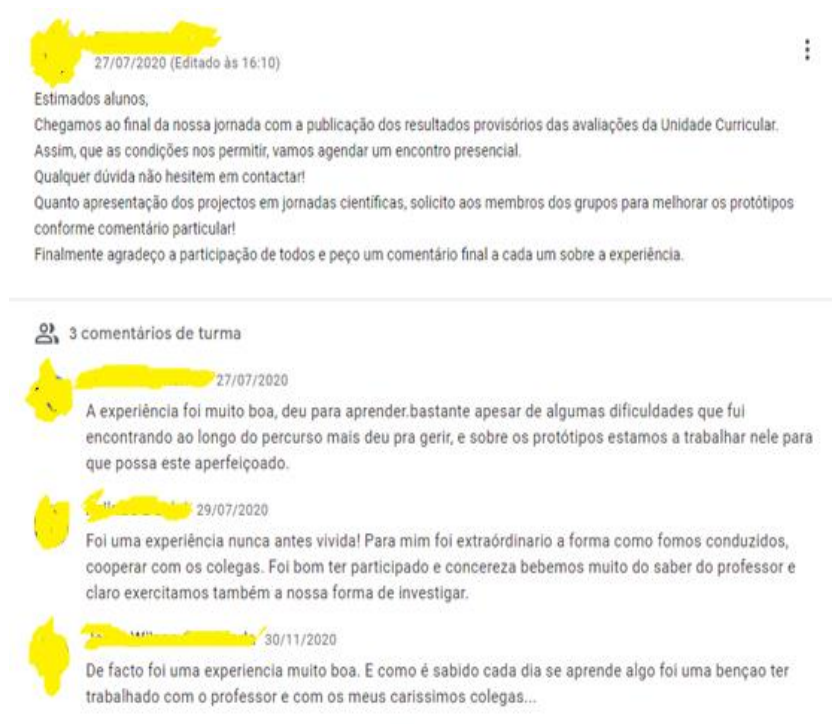 27/07/2020 (Editado às 16:10)
Estimados alunos,
Chegamos ao final da nossa jornada com a publicação dos resultados provisórios das avaliações da Unidade Curricular.
Assim, que as condições nos permitir, vamos agendar um encontro presencial.
Qualquer dúvida não hesitem em contactar!
Quanto apresentação dos projectos em jornadas científicas, solicito aos membros dos grupos para melhorar os protótipos
conforme comentário particular!
Finalmente agradeço a participação de todos e peço um comentário final a cada um sobre a experiência.
3 comentários de turma
27/07/2020
A experiência foi muito boa, deu para aprender.bastante apesar de algumas dificuldades que fui
encontrando ao longo do percurso mais deu pra gerir, e sobre os protótipos estamos a trabalhar nele para
que possa este aperfeiçoado.
29/07/2020
Foi uma experiência nunca antes vivida! Para mim foi extraórdinario a forma como fomos conduzidos,
cooperar com os colegas. Foi bom ter participado e concereza bebemos muito do saber do professor e
claro exercitamos também a nossa forma de investigar.
30/11/2020
De facto foi uma experiencia muito boa. E como é sabido cada dia se aprende algo foi uma bençao ter
trabalhado com o professor e com os meus carissimos colegas...